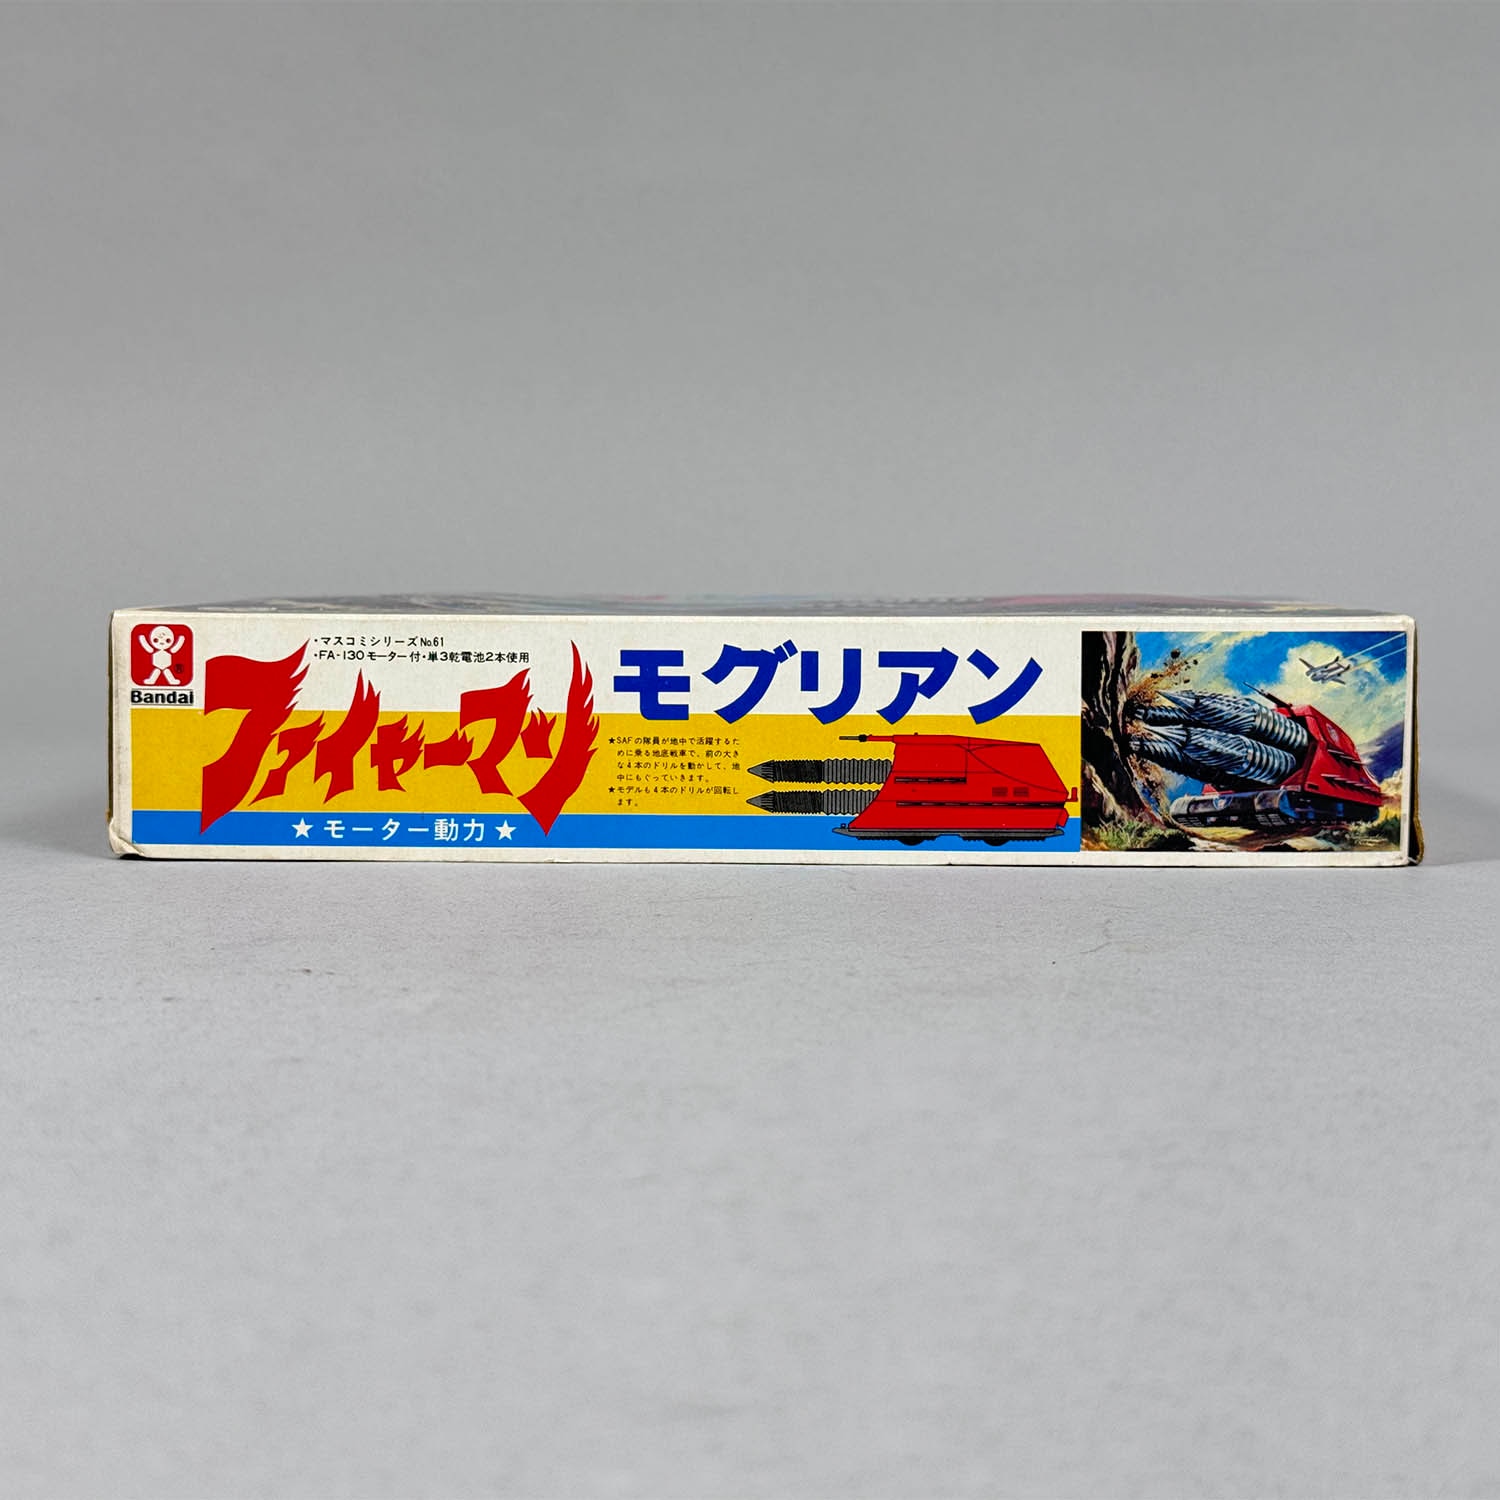 Bandai
®
・マスコミシリーズ No.61
・FA-130モーター付・単3乾電池2本使用
ファイヤーマン
★モーター動力★
モグリアン
★SAFの隊員が地中で活躍するた
めに乗る地底戦車で、前の大き
な4本のドリルを動かして、地
中にもぐっていきます。
★モデルも4本のドリルが回転し
ます。